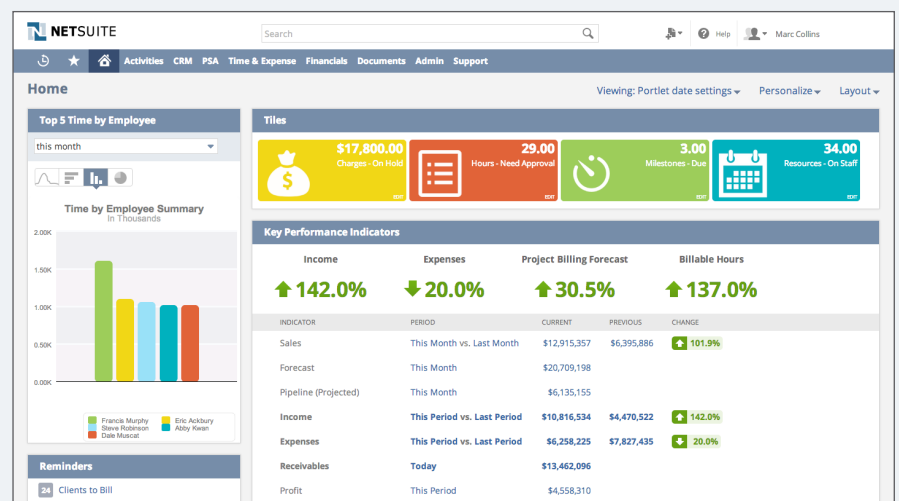 NETSUITE
Search
Help
Marc Collins
Activities CRM PSA Time & Expense Financials Documents Admin Support
Home
Viewing: Portlet date settings Personalize Layout
Top 5 Time by Employee
this month
Time by Employee Summary
In Thousands
2.00K
1.50K
1.00K
0.50K
0.00K
Francis Murphy Eric Ackbury
Steve Robinson Abby Kwan
Dale Muscat
Reminders
24 Clients to Bill
Tiles
$17,800.00
Charges - On Hold
EDIT
29.00
Hours - Need Approval
EDIT
3.00
Milestones - Due
EDIT
34.00
Resources - On Staff
EDIT
Key Performance Indicators
Income Expenses Project Billing Forecast Billable Hours
142.0% 20.0% 30.5% 137.0%
INDICATOR PERIOD CURRENT PREVIOUS CHANGE
Sales This Month vs. Last Month $12,915,357 $6,395,886 101.9%
Forecast This Month $20,709,198
Pipeline (Projected) This Month $6,135,155
Income This Period vs. Last Period $10,816,534 $4,470,522 142.0%
Expenses This Period vs. Last Period $6,258,225 $7,827,435 20.0%
Receivables Today $13,462,096
Profit This Period $4,558,310